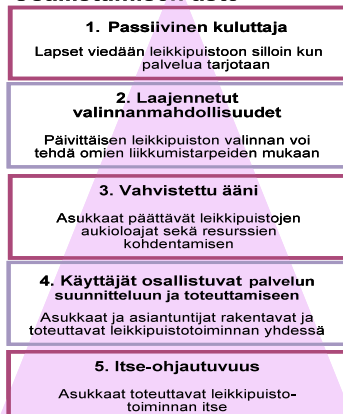 1. Passiivinen kuluttaja
Lapset viedään leikkipuistoon silloin kun
palvelua tarjotaan
2. Laajennetut
valinnanmahdollisuudet
Päivittäisen leikkipuiston valinnan voi
tehdä omien liikkumistarpeiden mukaan
3. Vahvistettu ääni
Asukkaat päättävät leikkipuistojen
aukioloajat sekä resurssien
kohdentamisen
4. Käyttäjät osallistuvat palvelun
suunnitteluun ja toteuttamiseen
Asukkaat ja asiantuntijat rakentavat ja
toteuttavat leikkipuistotoiminnan yhdessä
5. Itse-ohjautuvuus
Asukkaat toteuttavat leikkipuisto-
toiminnan itse